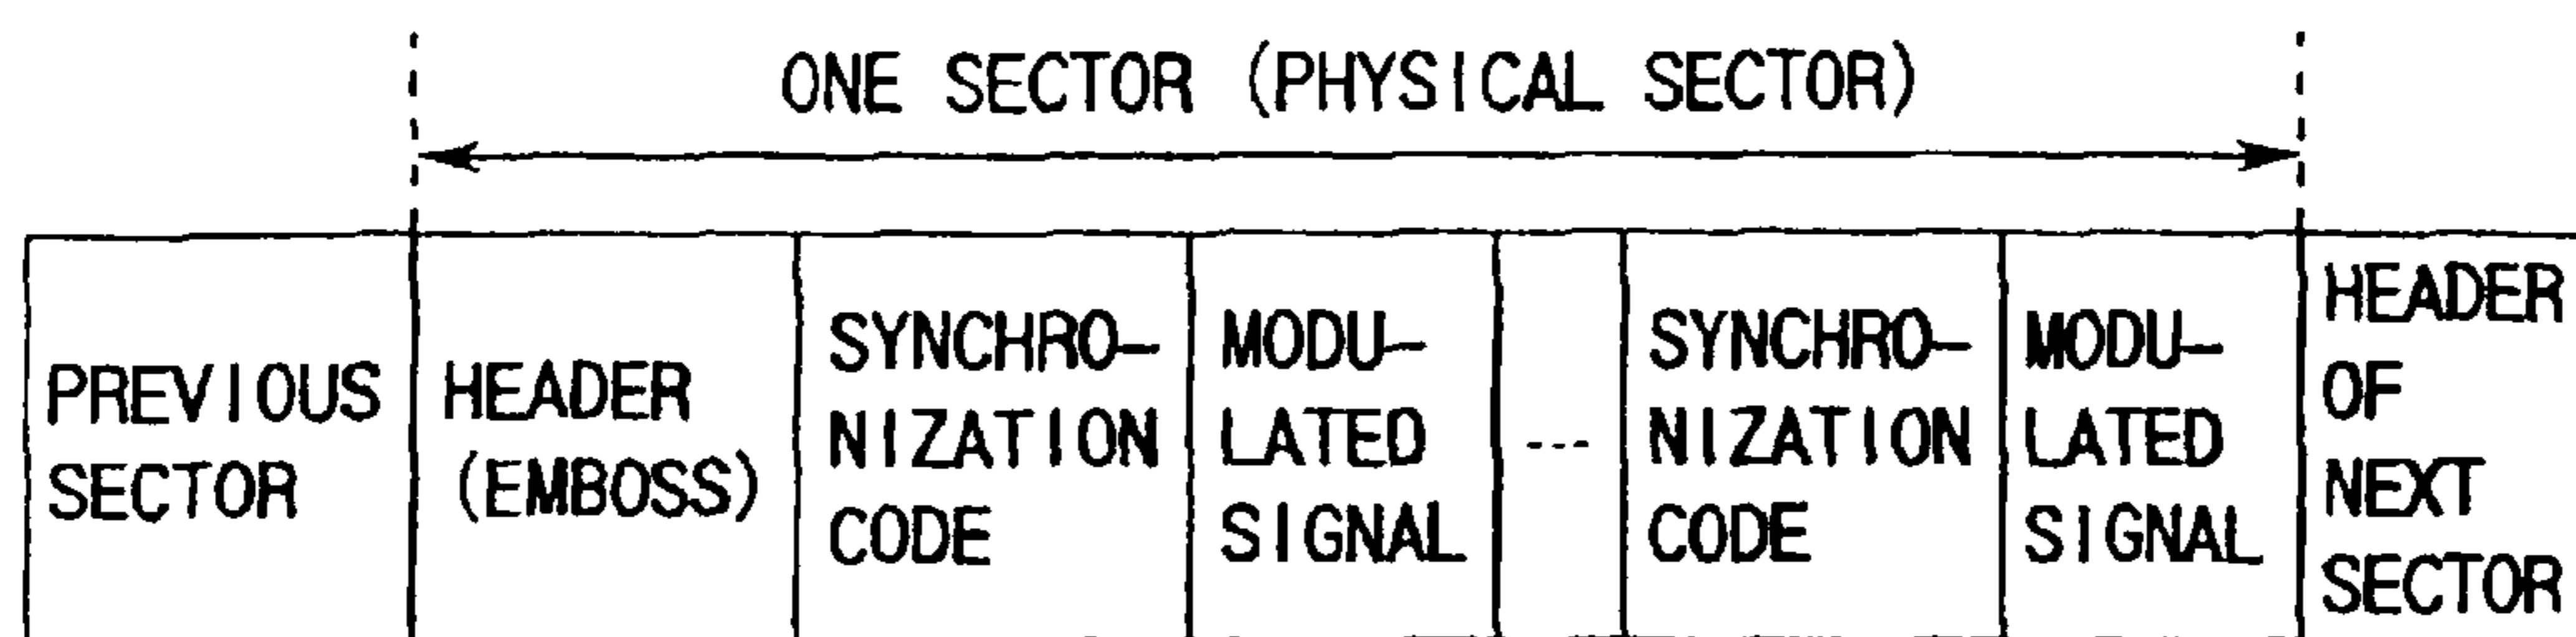 ONE SECTOR (PHYSICAL SECTOR)
PREVIOUS
SECTOR
HEADER
(EMBOSS)
SYNCHRO-
NIZATION
CODE
MODU-
LATED
SIGNAL
---
SYNCHRO-
NIZATION
CODE
MODU-
LATED
SIGNAL
HEADER
OF
NEXT
SECTOR